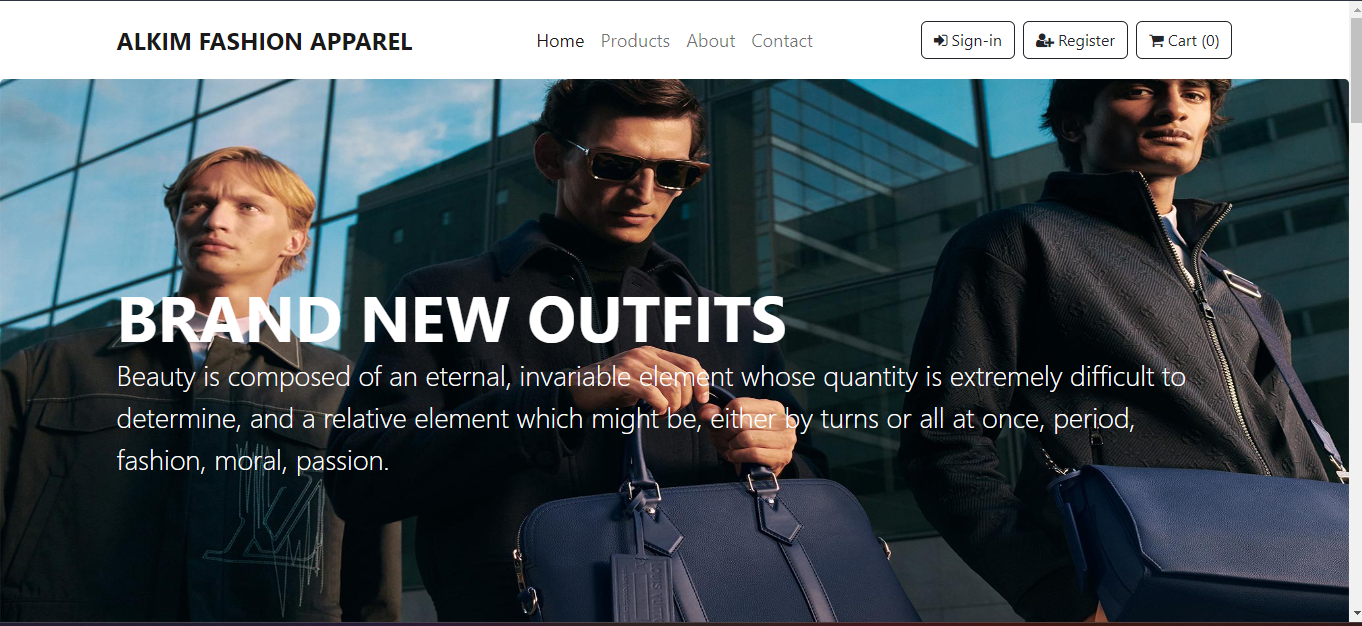 ALKIM FASHION APPAREL
Home Products About Contact
Sign-in Register Cart (0)
BRAND NEW OUTFITS
Beauty is composed of an eternal, invariable element whose quantity is extremely difficult to
determine, and a relative element which might be, either by turns or all at once, period,
fashion, moral, passion.